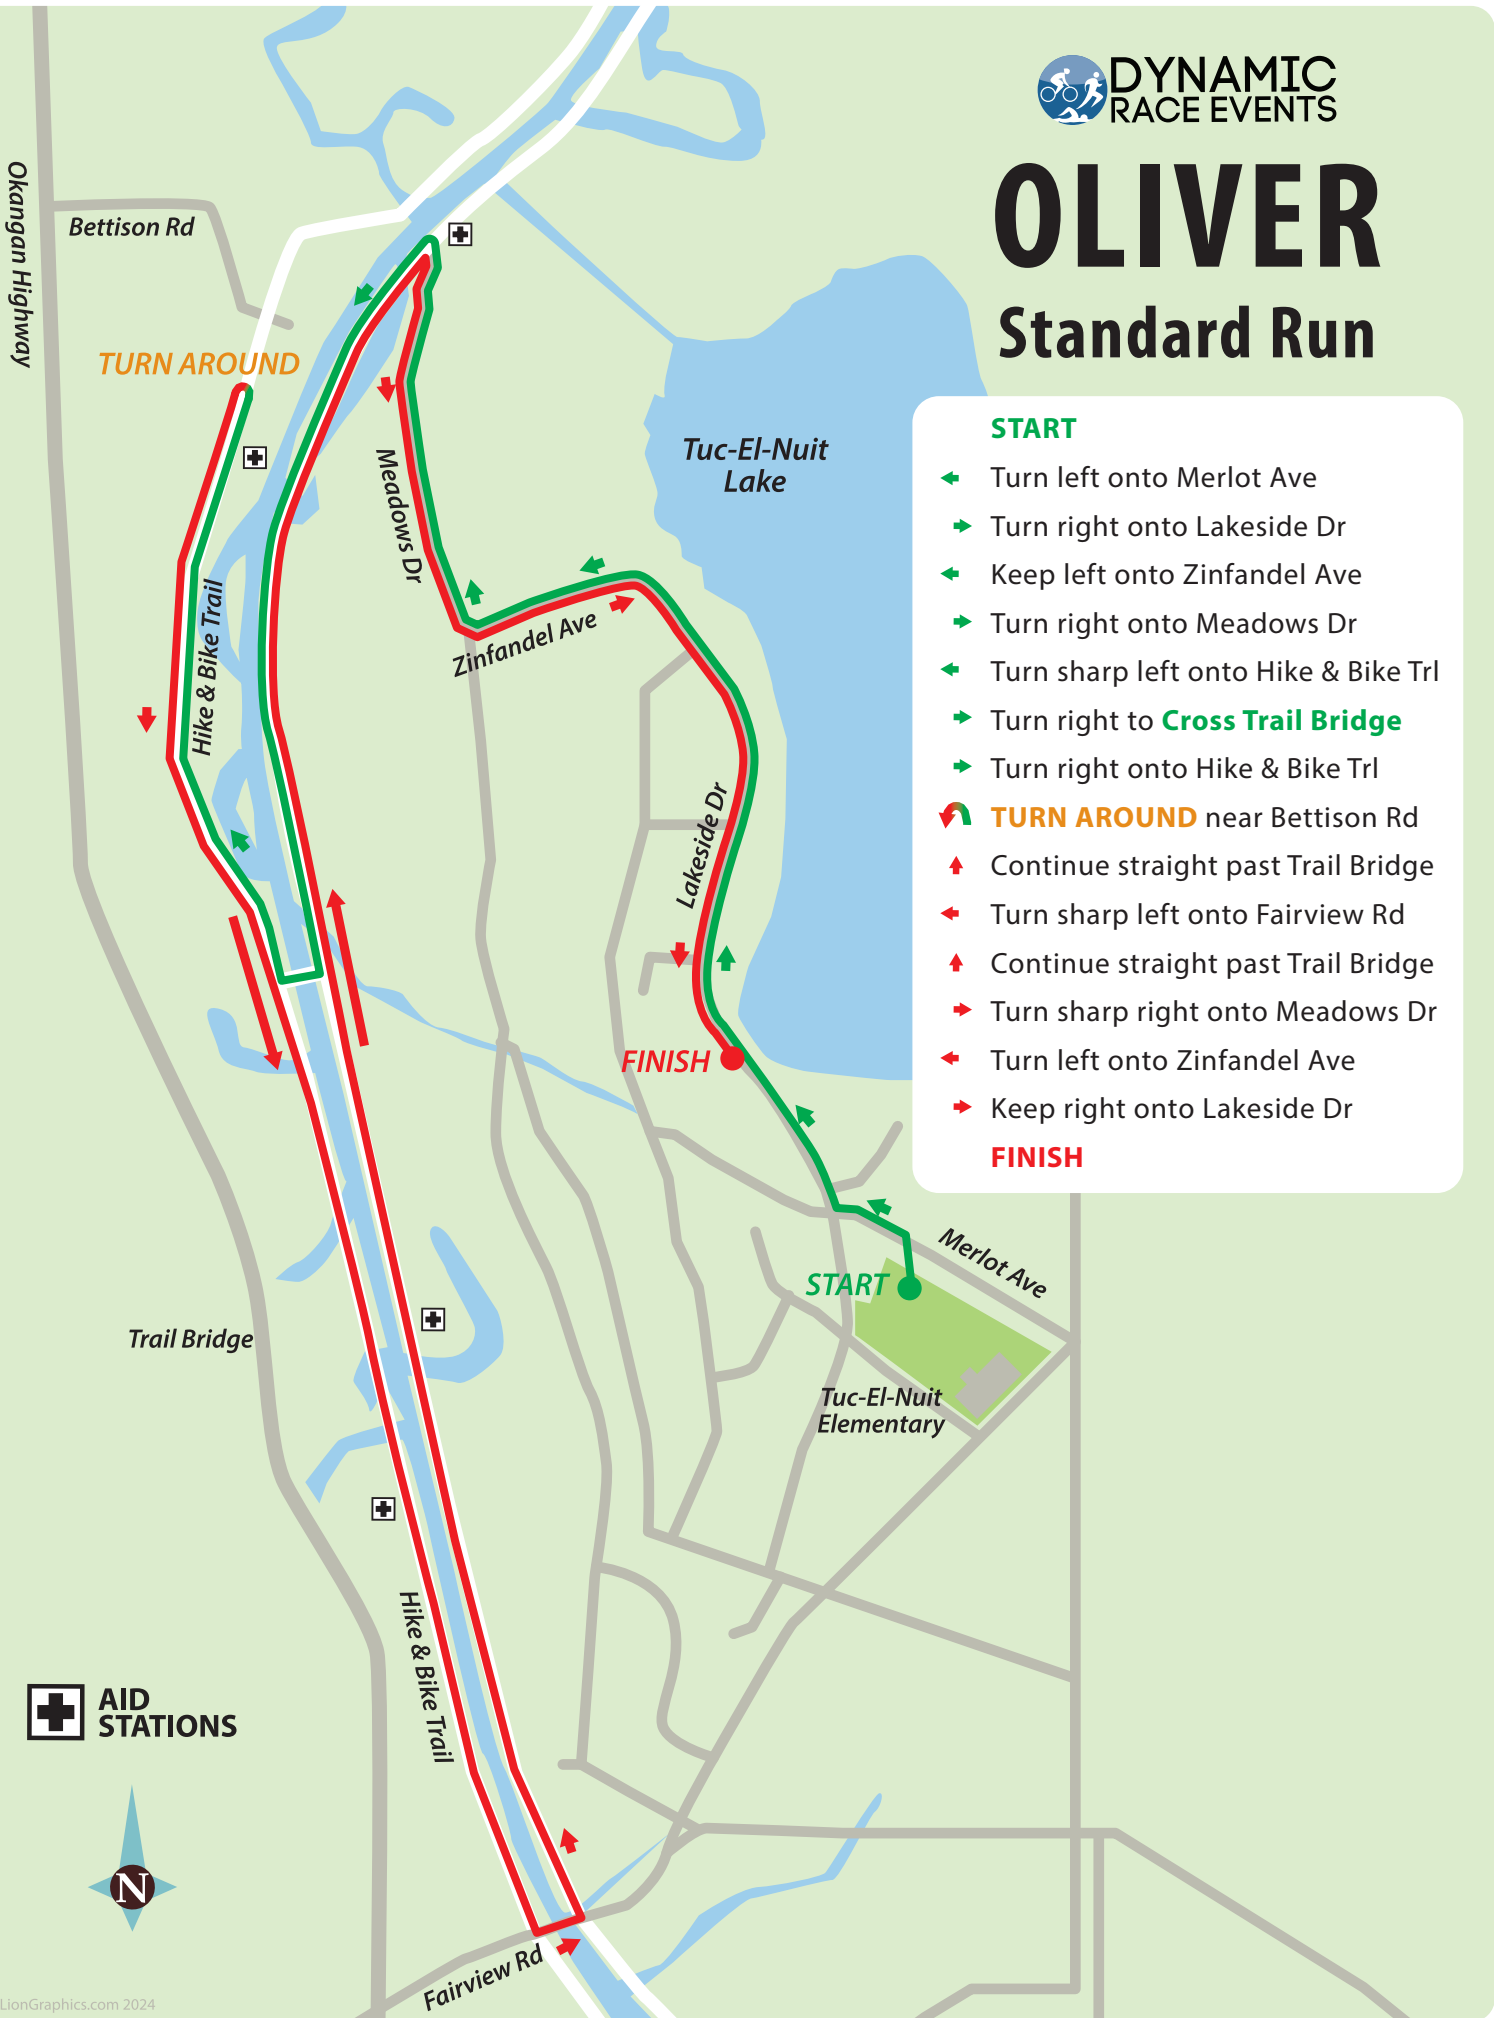 DYNAMIC
RACE EVENTS
OLIVER
Standard Run
START
Turn left onto Merlot Ave
Turn right onto Lakeside Dr
Keep left onto Zinfandel Ave
Turn right onto Meadows Dr
Turn sharp left onto Hike & Bike Trl
Turn right to Cross Trail Bridge
Turn right onto Hike & Bike Trl
TURN AROUND near Bettison Rd
Continue straight past Trail Bridge
Turn sharp left onto Fairview Rd
Continue straight past Trail Bridge
Turn sharp right onto Meadows Dr
Turn left onto Zinfandel Ave
Keep right onto Lakeside Dr
FINISH
Okangan Highway
Bettison Rd
TURN AROUND
Meadows Dr
Tuc-El-Nuit
Lake
Hike & Bike Trail
Zinfandel Ave
Lakeside Dr
FINISH
Merlot Ave
START
Trail Bridge
Tuc-El-Nuit
Elementary
Hike & Bike Trail
AID
STATIONS
N
Fairview Rd
LionGraphics.com 2024